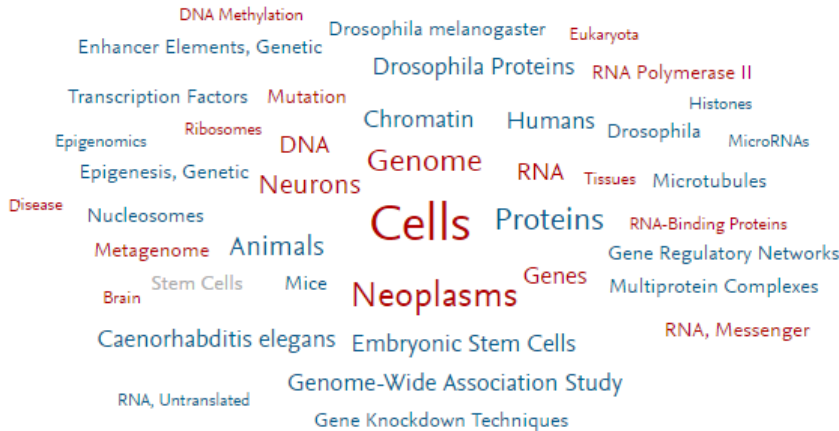 DNA Methylation
Drosophila melanogaster
Eukaryota
Enhancer Elements, Genetic
Drosophila Proteins
RNA Polymerase II
Transcription Factors
Mutation
Histones
Chromatin
Humans
Drosophila
Epigenomics
Ribosomes
DNA
MicroRNAs
Genome
Epigenesis, Genetic
Neurons
RNA
Tissues
Microtubules
Disease
Nucleosomes
Cells
Proteins
RNA-Binding Proteins
Metagenome
Animals
Gene Regulatory Networks
Stem Cells
Mice
Genes
Multiprotein Complexes
Brain
Neoplasms
Caenorhabditis elegans
Embryonic Stem Cells
RNA, Messenger
Genome-Wide Association Study
RNA, Untranslated
Gene Knockdown Techniques